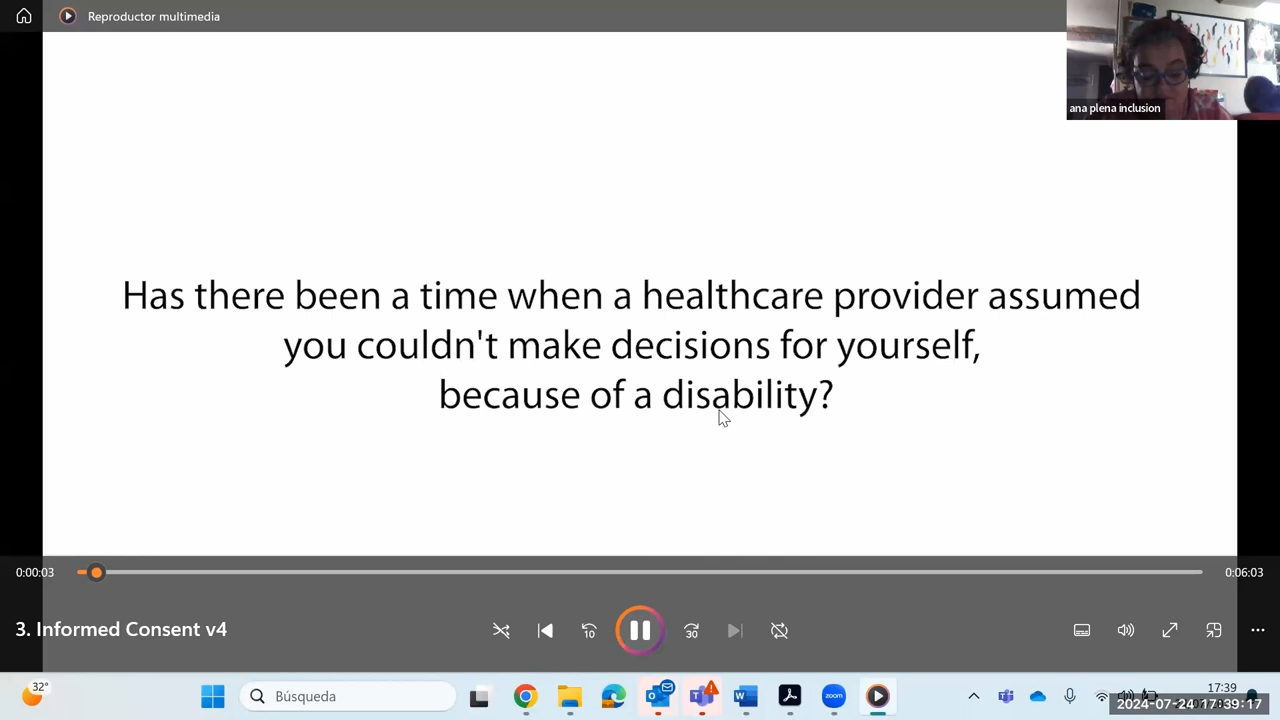 Reproductor multimedia
ana plena inclusion
Has there been a time when a healthcare provider assumed
you couldn't make decisions for yourself,
because of a disability?
0:00:03
0:06:03
3. Informed Consent v4
10
30
32°
Búsqueda
zoom
17:39
2024-07-24 17:39:17